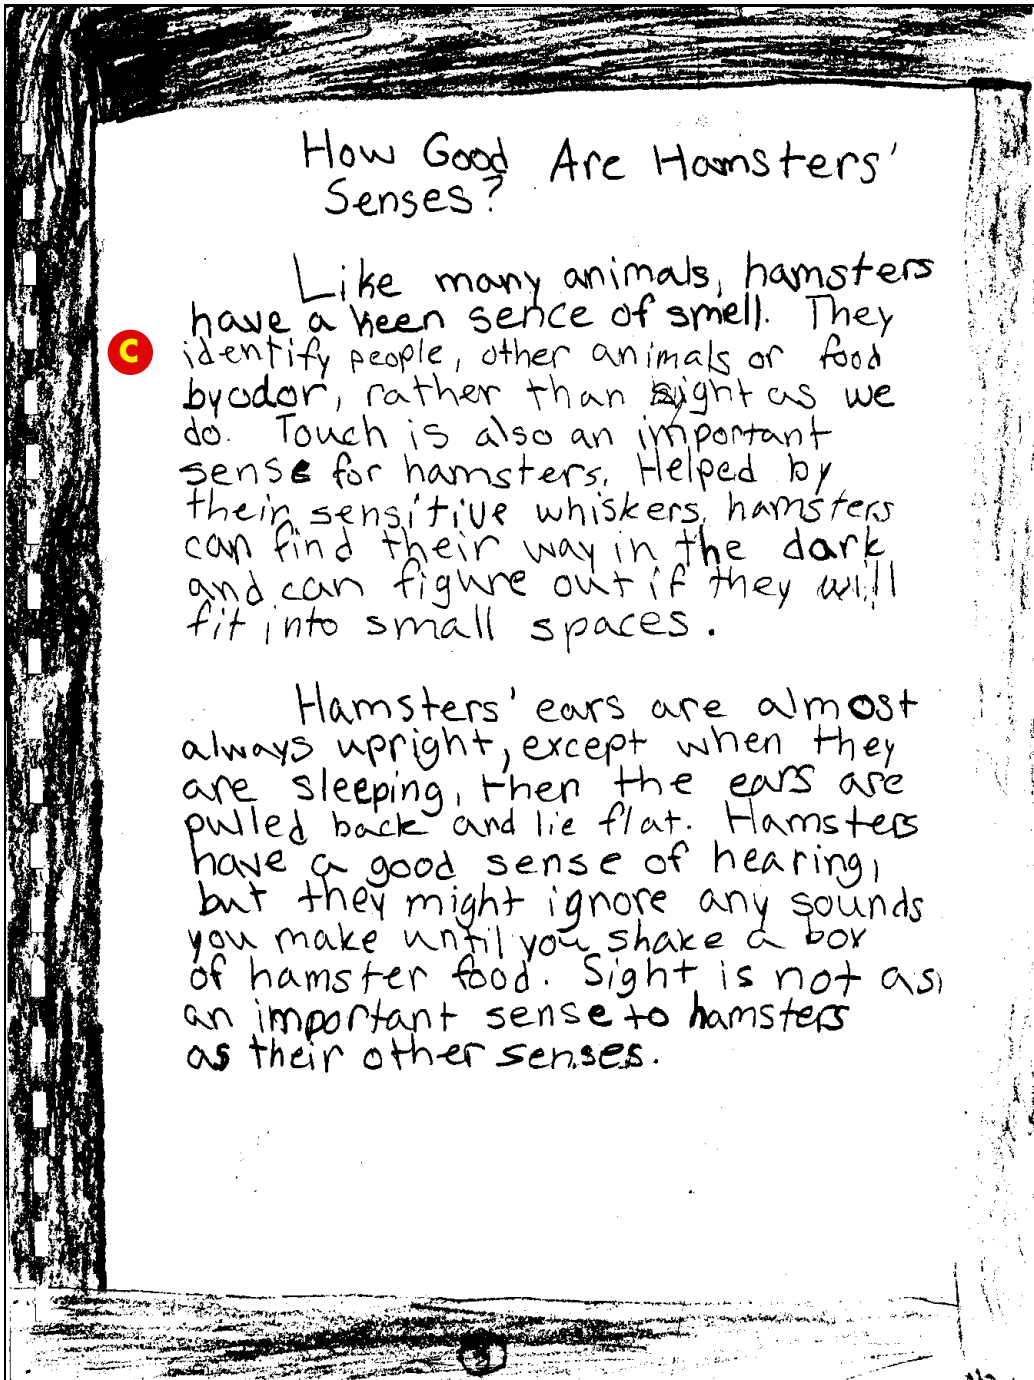 How Good Are Hamsters'
Senses?
Like many animals, hamsters
have a keen sence of smell. They
C
identify people, other animals or food
by odor, rather than sight as we
do. Touch is also an important
sense for hamsters. Helped by
their sensitive whiskers, hamsters
can find their way in the dark
and can figure out if they will
fit into small spaces.
Hamsters' ears are almost
always upright, except when they
are sleeping, then the ears are
pulled back and lie flat. Hamsters
have a good sense of hearing,
but they might ignore any sounds
you make until you shake a box
of hamster food. Sight is not as
an important sense to hamsters
as their other senses.